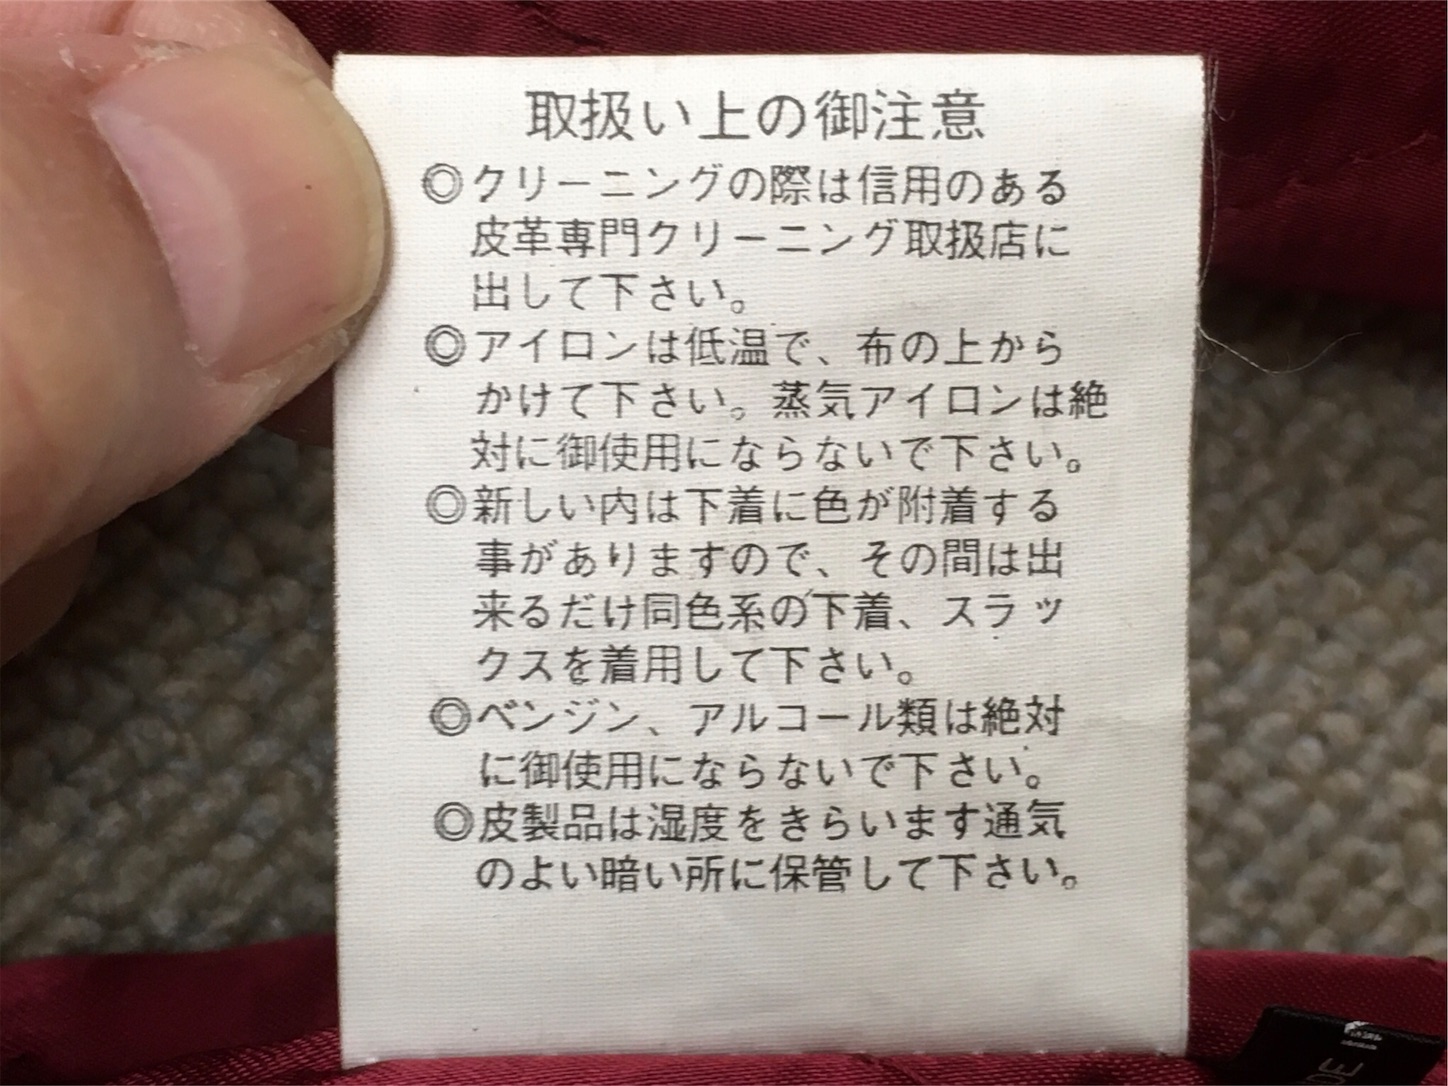 取扱い上の御注意
◎クリーニングの際は信用のある
皮革専門クリーニング取扱店に
出して下さい。
◎アイロンは低温で、布の上から
かけて下さい。蒸気アイロンは絶
対に御使用にならないで下さい。
◎新しい内は下着に色が附着する
事がありますので、その間は出
来るだけ同色系の下着、スラッ
クスを着用して下さい。
◎ベンジン、アルコール類は絶対
に御使用にならないで下さい。
◎皮製品は湿度をきらいます通気
のよい暗い所に保管して下さい。